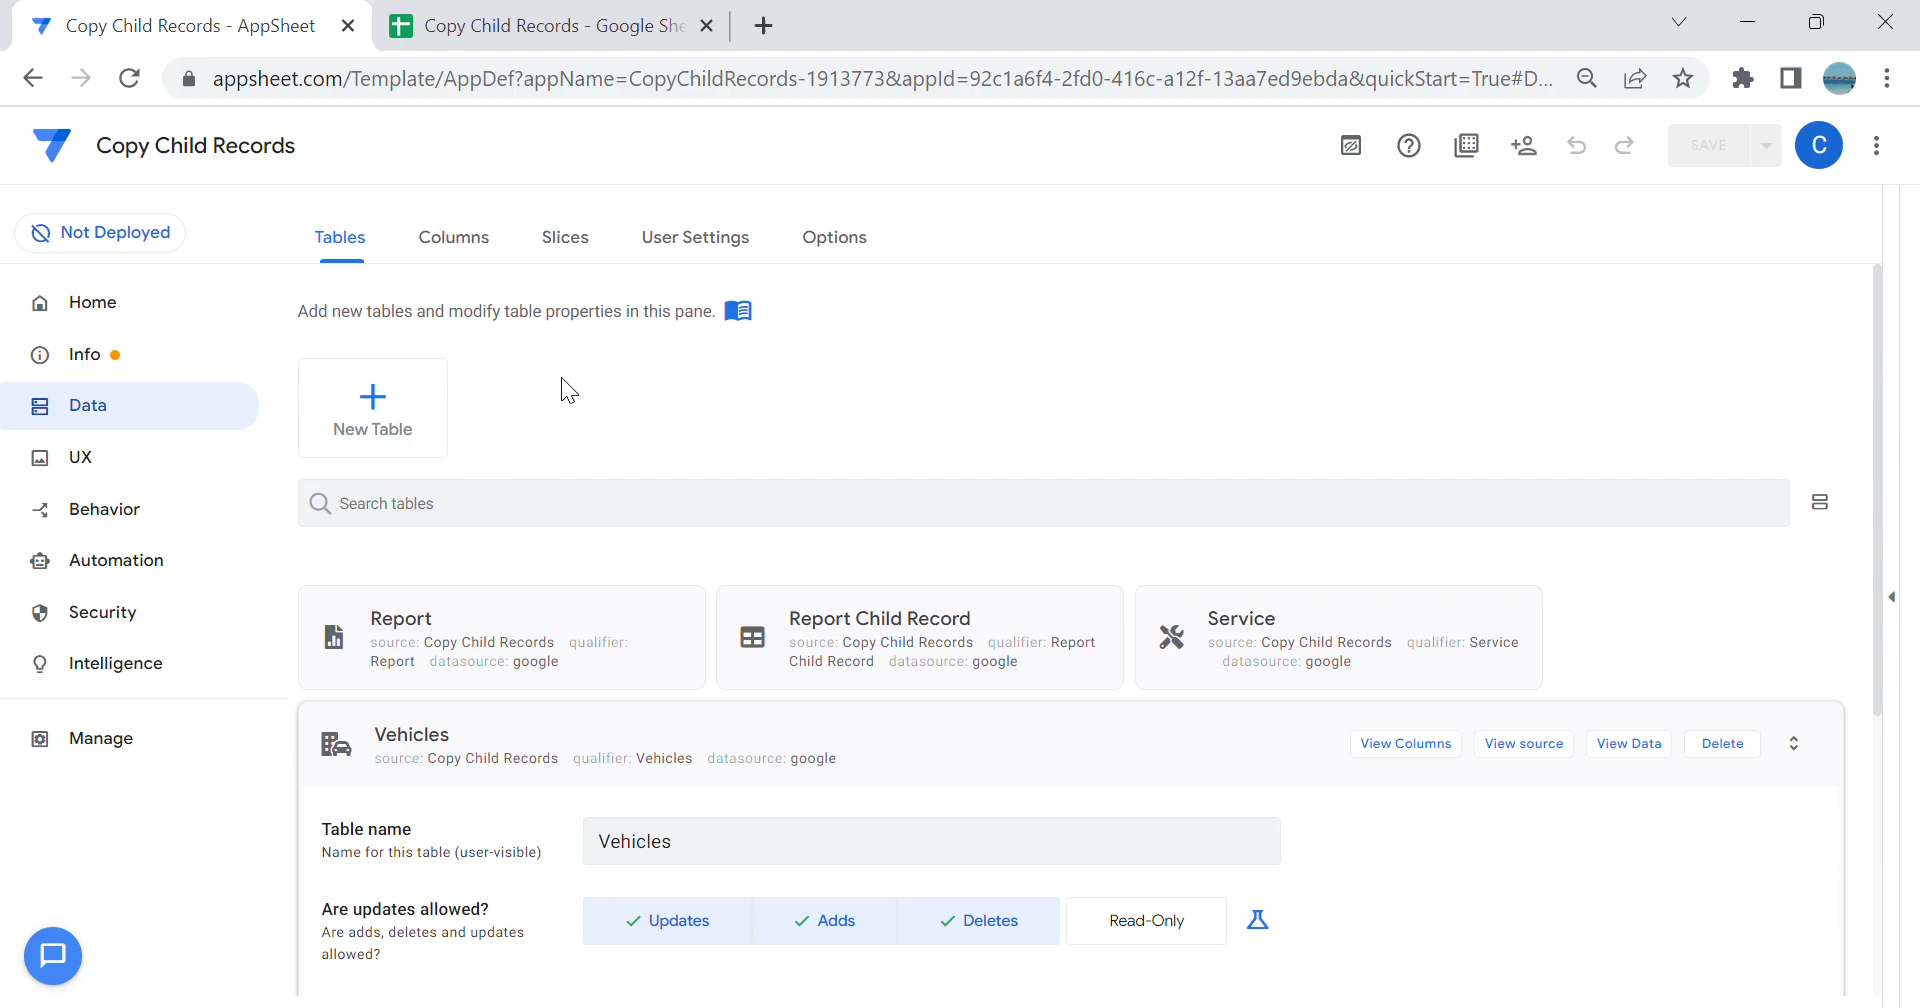 Copy Child Records - AppSheet
Copy Child Records - Google She
appsheet.com/Template/AppDef?appName=CopyChildRecords-1913773&appId=92c1a6f4-2fd0-416c-a12f-13aa7ed9ebda&quickStart=True#D...
Copy Child Records
SAVE
C
Not Deployed
Tables
Columns
Slices
User Settings
Options
Home
Info
Data
UX
Behavior
Automation
Security
Intelligence
Manage
Add new tables and modify table properties in this pane.
New Table
Search tables
Report
source: Copy Child Records qualifier:
Report datasource: google
Report Child Record
source: Copy Child Records qualifier: Report
Child Record datasource: google
Service
source: Copy Child Records qualifier: Service
datasource: google
Vehicles
source: Copy Child Records qualifier: Vehicles datasource: google
View Columns
View source
View Data
Delete
Table name
Name for this table (user-visible)
Vehicles
Are updates allowed?
Are adds, deletes and updates
allowed?
Updates
Adds
Deletes
Read-Only